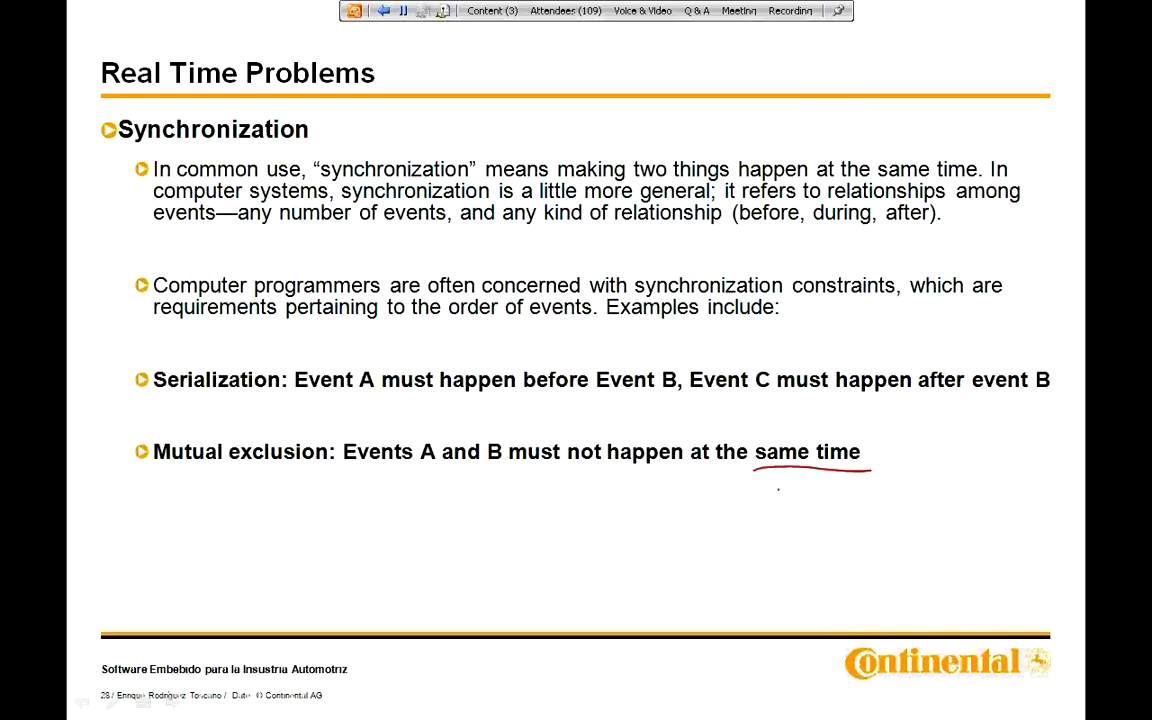 Content (3) Attendees (109) Voice & Video Q & A Meeting Recording
Real Time Problems
Synchronization
In common use, “synchronization” means making two things happen at the same time. In
computer systems, synchronization is a little more general; it refers to relationships among
events—any number of events, and any kind of relationship (before, during, after).
Computer programmers are often concerned with synchronization constraints, which are
requirements pertaining to the order of events. Examples include:
Serialization: Event A must happen before Event B, Event C must happen after event B
Mutual exclusion: Events A and B must not happen at the same time
Software Embebido para la Insustria Automotriz
Continental
28 / Enrique Rodríguez Toscano / Date © Continental AG